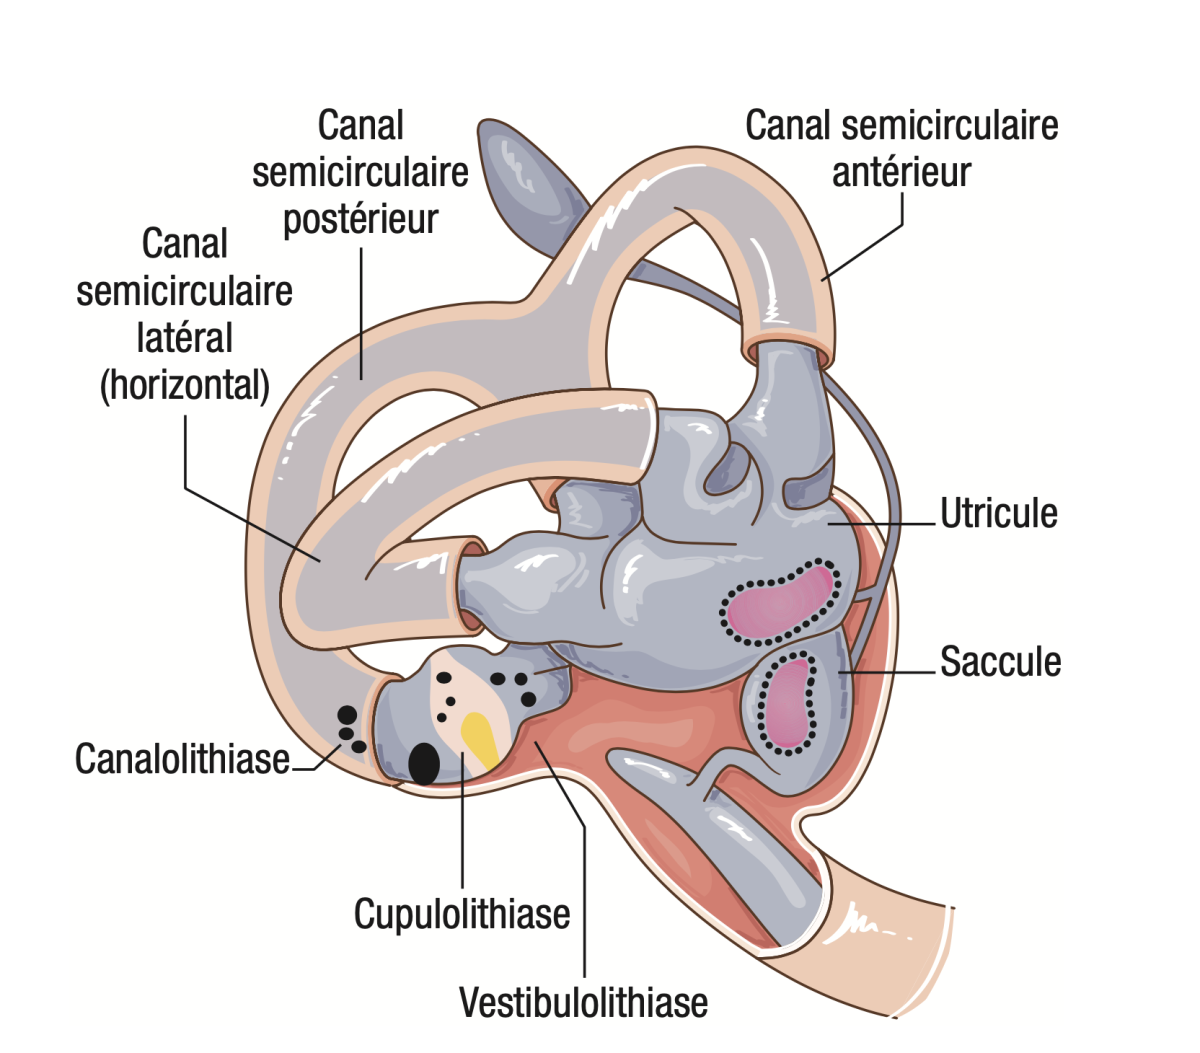 Canal
semicirculaire
postérieur
Canal semicirculaire
antérieur
Canal
semicirculaire
latéral
(horizontal)
Utricule
Saccule
Canalolithiase
Cupulolithiase
Vestibulolithiase